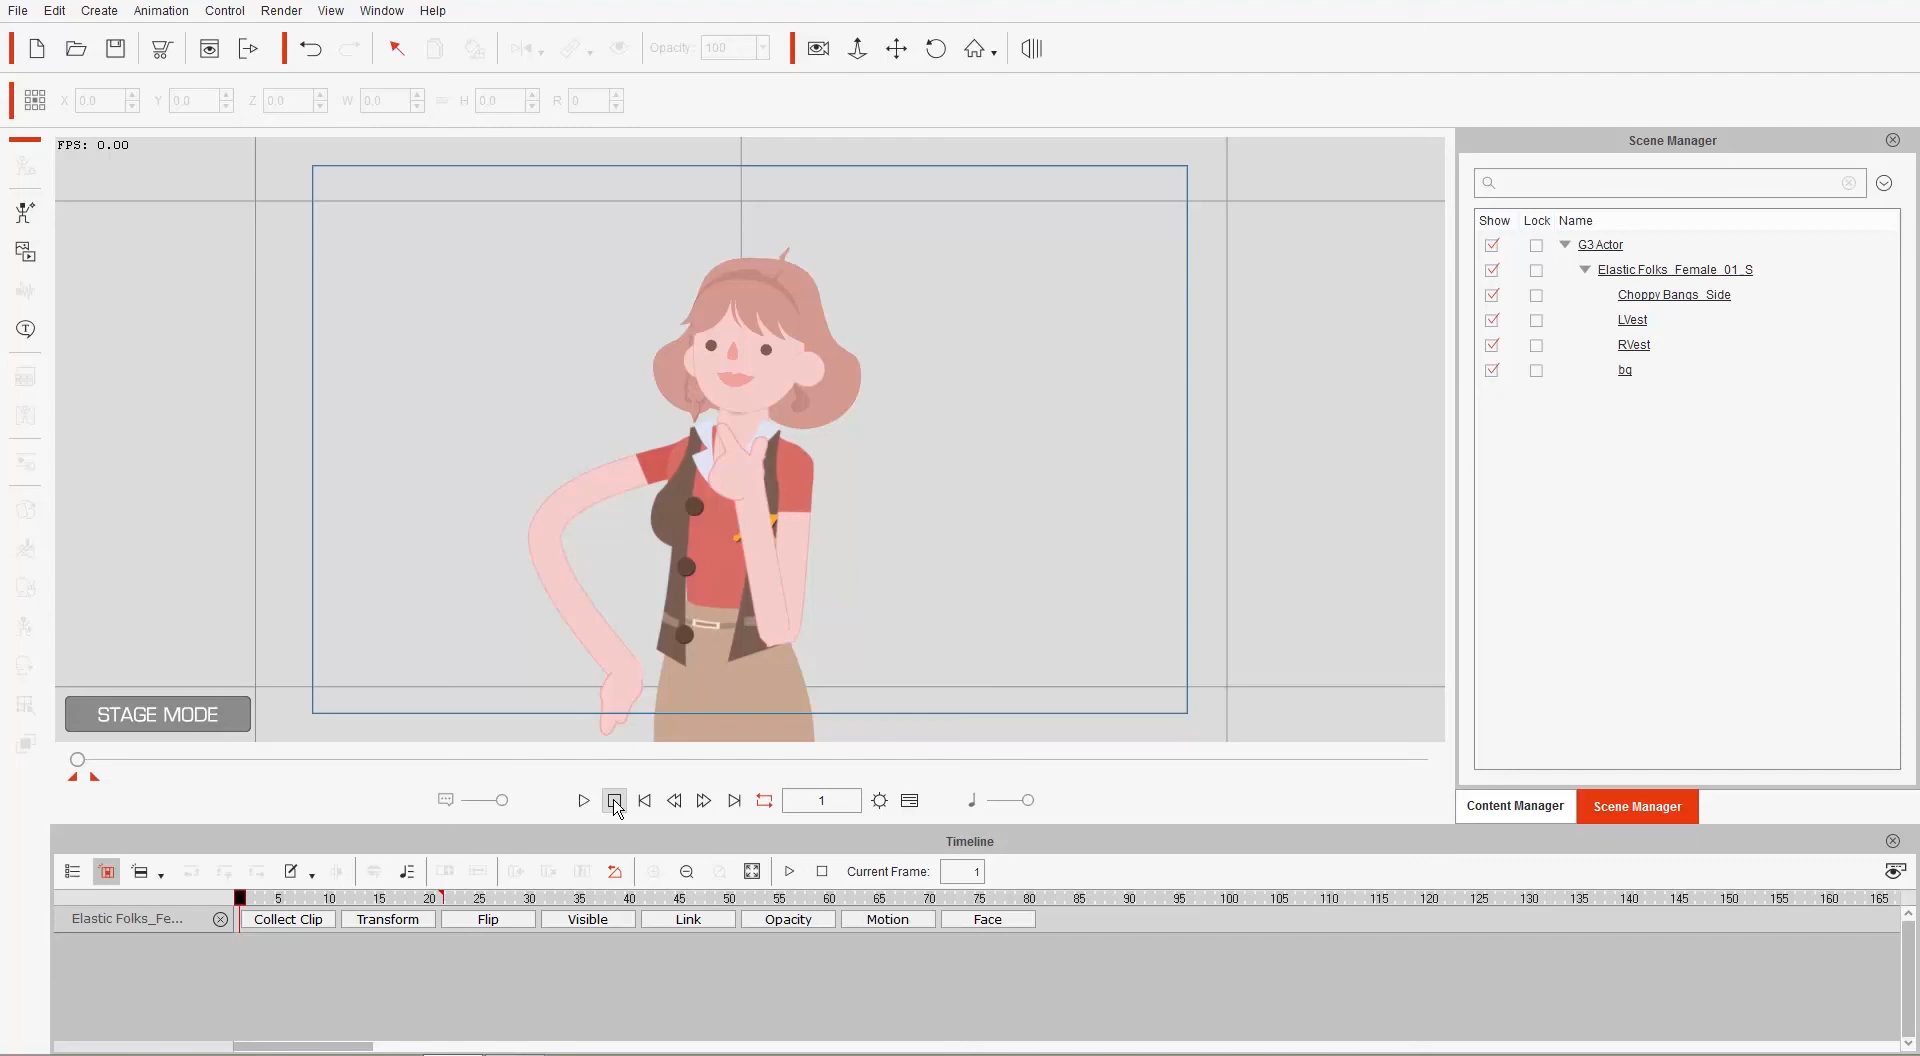 File Edit Create Animation Control Render View Window Help
Opacity: 100
X 0.0 Y 0.0 Z 0.0 W 0.0 H 0.0 R 0
FPS: 0.00
Scene Manager
Show Lock Name
G3 Actor
Elastic Folks_Female_01_S
Choppy Bangs_Side
LVest
RVest
bg
STAGE MODE
1
Content Manager Scene Manager
Timeline
Current Frame: 1
5 10 15 20 25 30 35 40 45 50 55 60 65 70 75 80 85 90 95 100 105 110 115 120 125 130 135 140 145 150 155 160 165
Elastic Folks_Fe... Collect Clip Transform Flip Visible Link Opacity Motion Face